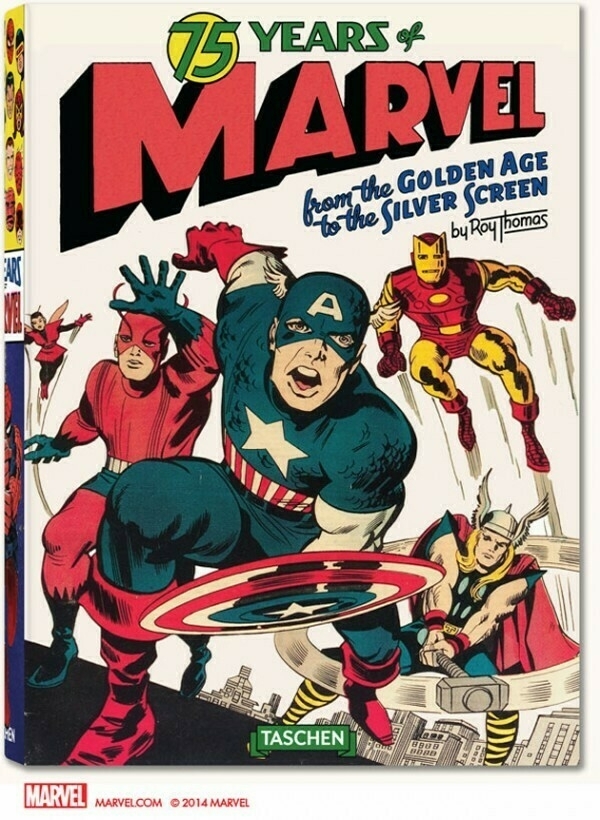 75 YEARS of
MARVEL
from the GOLDEN AGE
to the SILVER SCREEN
by Roy Thomas
A
TASCHEN
MARVEL MARVEL.COM © 2014 MARVEL